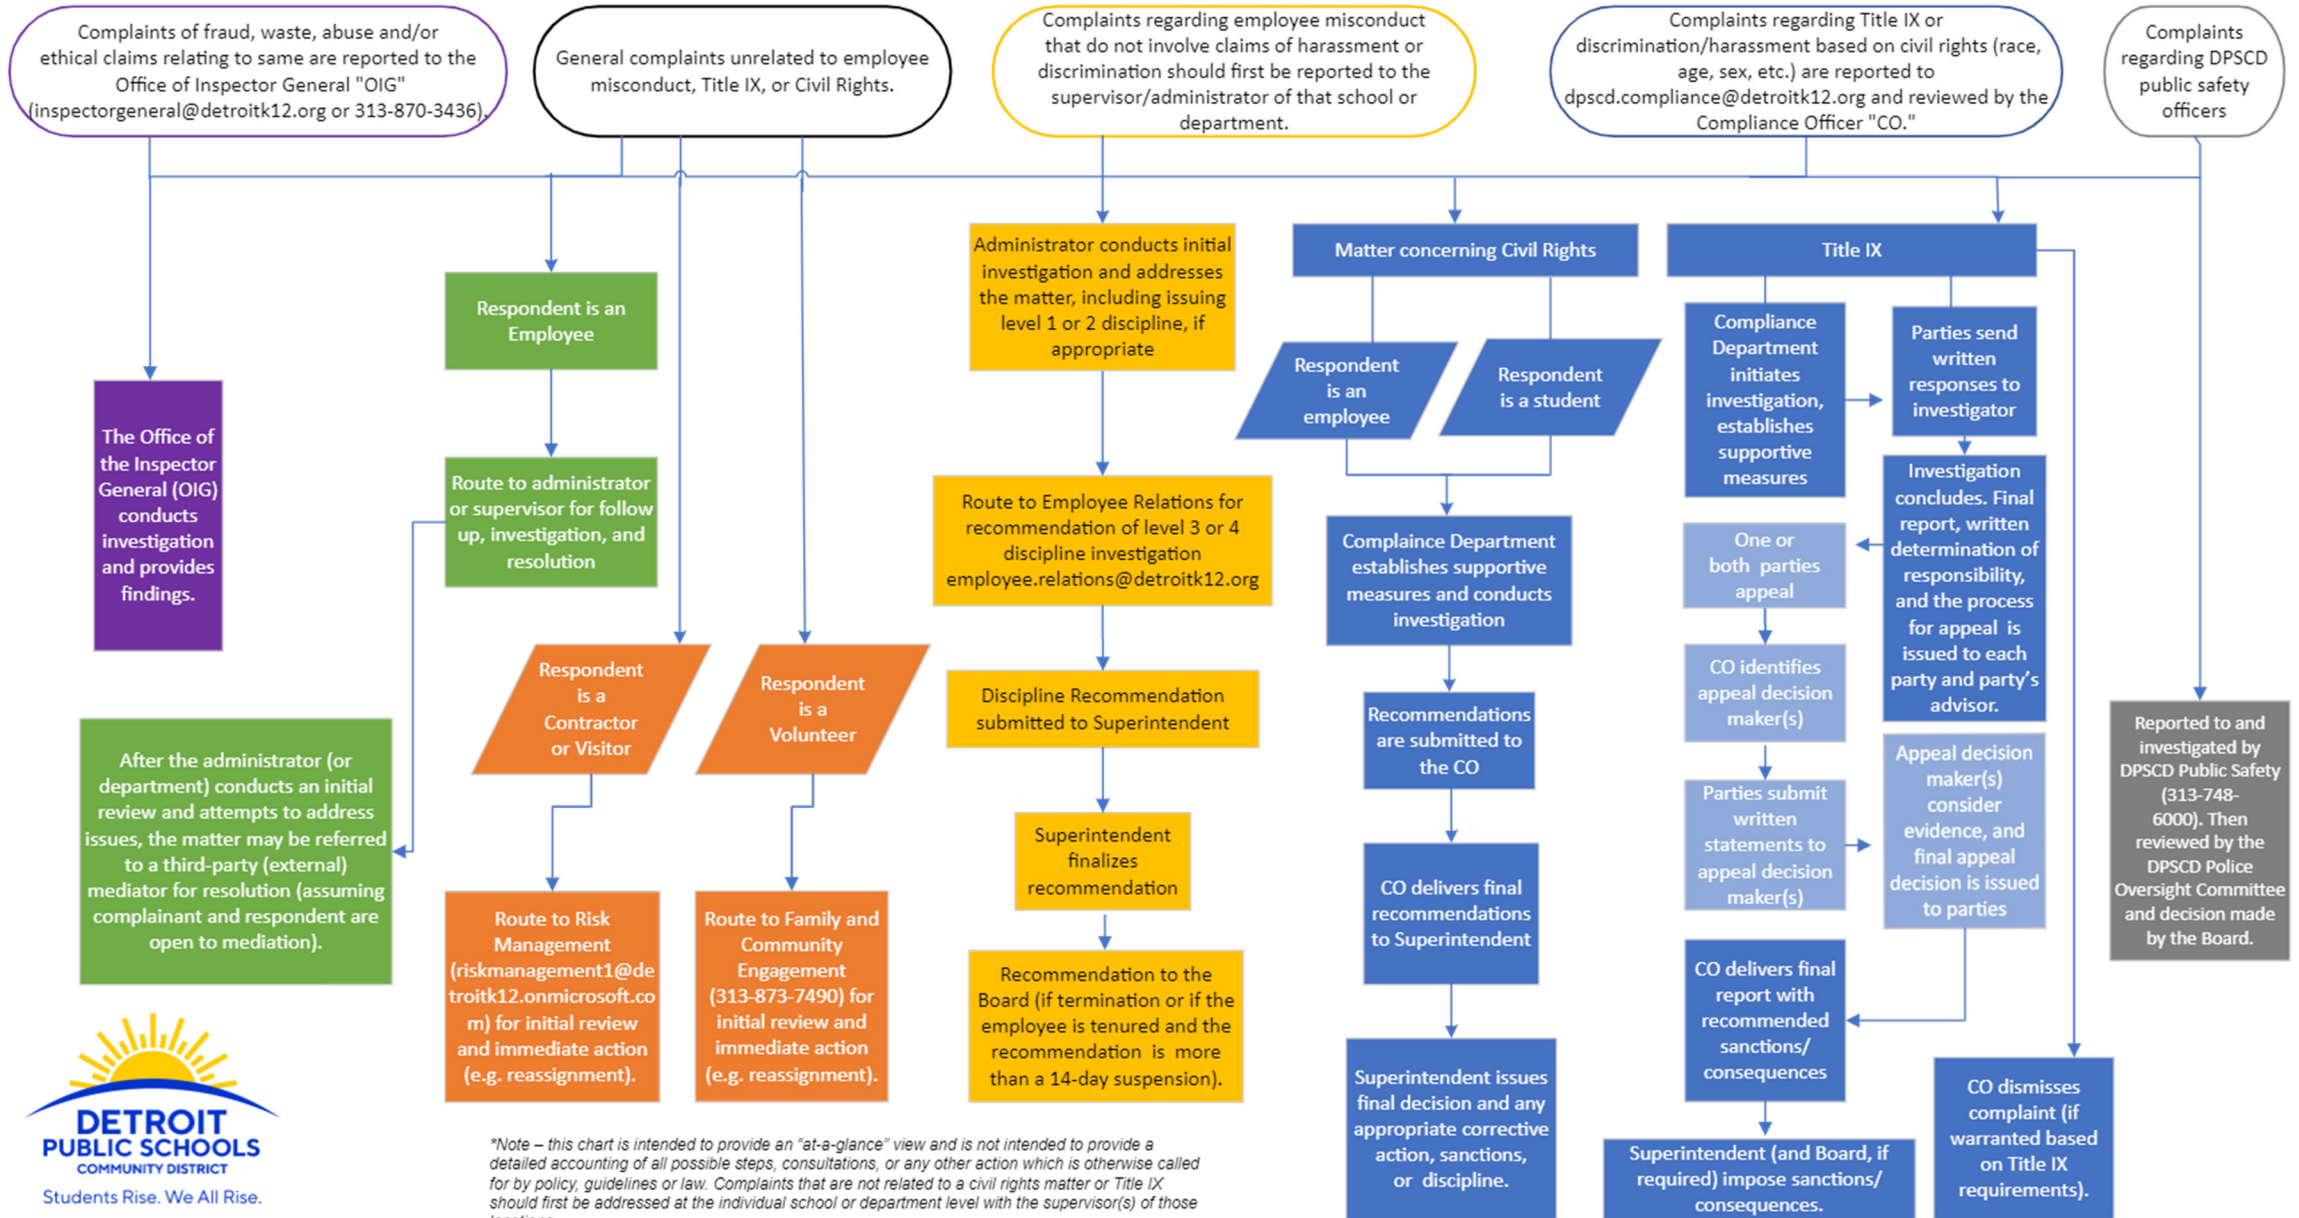 Complaints of fraud, waste, abuse and/or
ethical claims relating to same are reported to the
Office of Inspector General "OIG"
(inspectorgeneral@detroitk12.org or 313-870-3436).
General complaints unrelated to employee
misconduct, Title IX, or Civil Rights.
Complaints regarding employee misconduct
that do not involve claims of harassment or
discrimination should first be reported to the
supervisor/administrator of that school or
department.
Complaints regarding Title IX or
discrimination/harassment based on civil rights (race,
age, sex, etc.) are reported to
dpscd.compliance@detroitk12.org and reviewed by the
Compliance Officer "CO."
Complaints
regarding DPSCD
public safety
officers
The Office of
the Inspector
General (OIG)
conducts
investigation
and provides
findings.
Respondent is an
Employee
Route to administrator
or supervisor for follow
up, investigation, and
resolution
After the administrator (or
department) conducts an initial
review and attempts to address
issues, the matter may be referred
to a third-party (external)
mediator for resolution (assuming
complainant and respondent are
open to mediation).
Respondent
is a
Contractor
or Visitor
Respondent
is a
Volunteer
Route to Risk
Management
(riskmanagement1@de
troitk12.onmicrosoft.co
m) for initial review
and immediate action
(e.g. reassignment).
Route to Family and
Community
Engagement
(313-873-7490) for
initial review and
immediate action
(e.g. reassignment).
Administrator conducts initial
investigation and addresses
the matter, including issuing
level 1 or 2 discipline, if
appropriate
Route to Employee Relations for
recommendation of level 3 or 4
discipline investigation
employee.relations@detroitk12.org
Discipline Recommendation
submitted to Superintendent
Superintendent
finalizes
recommendation
Recommendation to the
Board (if termination or if the
employee is tenured and the
recommendation is more
than a 14-day suspension).
Matter concerning Civil Rights
Respondent
is an
employee
Respondent
is a student
Complaince Department
establishes supportive
measures and conducts
investigation
Recommendations
are submitted to
the CO
CO delivers final
recommendations
to Superintendent
Superintendent issues
final decision and any
appropriate corrective
action, sanctions,
or discipline.
Title IX
Compliance
Department
initiates
investigation,
establishes
supportive
measures
Parties send
written
responses to
investigator
Investigation
concludes. Final
report, written
determination of
responsibility,
and the process
for appeal is
issued to each
party and party's
advisor.
One or
both parties
appeal
CO identifies
appeal decision
maker(s)
Parties submit
written
statements to
appeal decision
maker(s)
Appeal decision
maker(s)
consider
evidence, and
final appeal
decision is issued
to parties
CO delivers final
report with
recommended
sanctions/
consequences
Superintendent (and Board, if
required) impose sanctions/
consequences.
CO dismisses
complaint (if
warranted based
on Title IX
requirements).
Reported to and
investigated by
DPSCD Public Safety
(313-748-
6000). Then
reviewed by the
DPSCD Police
Oversight Committee
and decision made
by the Board.
DETROIT
PUBLIC SCHOOLS
COMMUNITY DISTRICT
Students Rise. We All Rise.
*Note – this chart is intended to provide an "at-a-glance" view and is not intended to provide a
detailed accounting of all possible steps, consultations, or any other action which is otherwise called
for by policy, guidelines or law. Complaints that are not related to a civil rights matter or Title IX
should first be addressed at the individual school or department level with the supervisor(s) of those